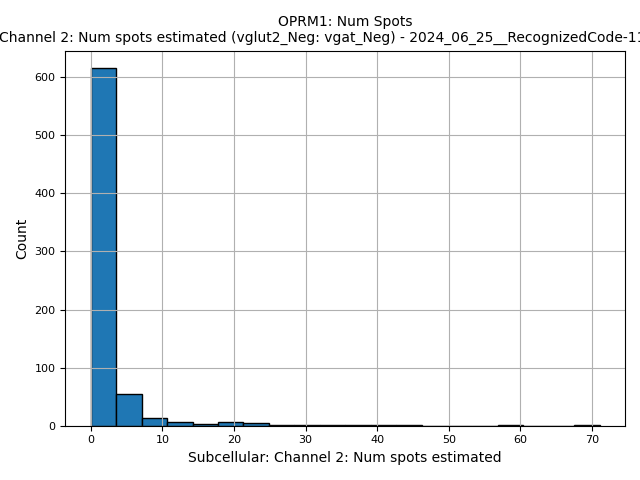 OPRM1: Num Spots
Channel 2: Num spots estimated (vglut2_Neg: vgat_Neg) - 2024_06_25__RecognizedCode-11
600
500
400
300
200
100
0
Count
0 10 20 30 40 50 60 70
Subcellular: Channel 2: Num spots estimated